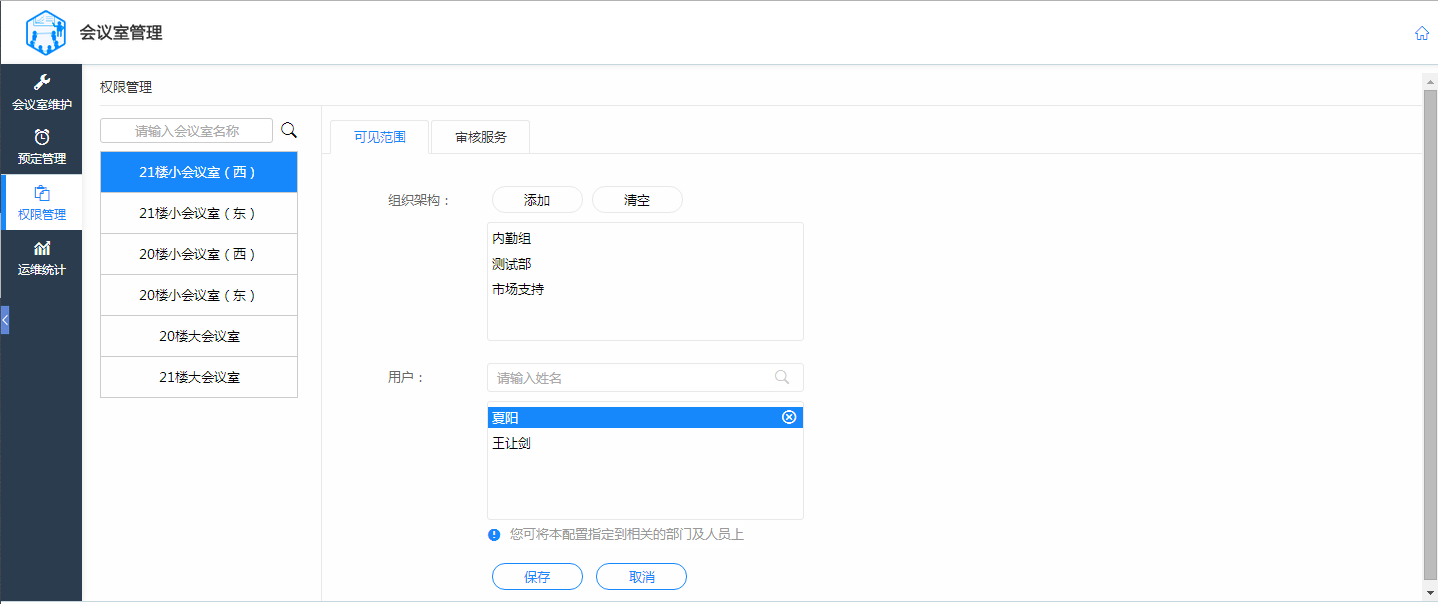 会议室管理
会议室维护
预定管理
权限管理
运维统计
权限管理
请输入会议室名称
21楼小会议室（西）
21楼小会议室（东）
20楼小会议室（西）
20楼小会议室（东）
20楼大会议室
21楼大会议室
可见范围 审核服务
组织架构： 添加 清空
内勤组
测试部
市场支持
用户： 请输入姓名
夏阳
王让剑
您可将本配置指定到相关的部门及人员上
保存 取消